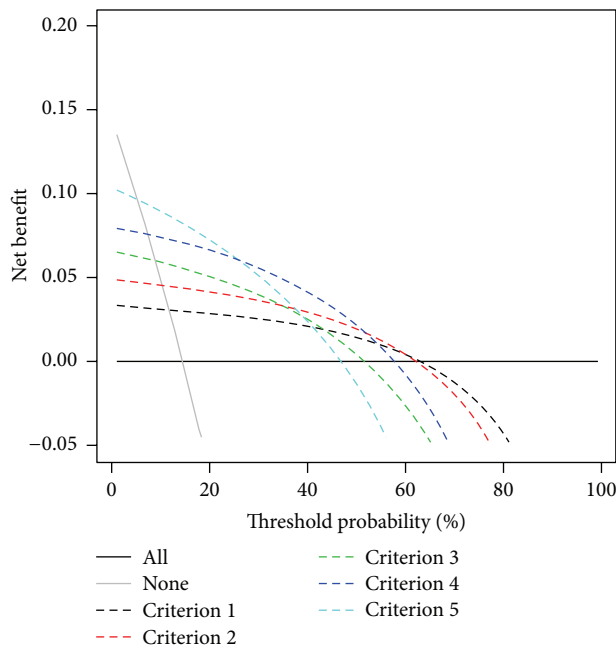 0.20
0.15
0.10
0.05
0.00
−0.05
Net benefit
0 20 40 60 80 100
Threshold probability (%)
All
None
Criterion 1
Criterion 2
Criterion 3
Criterion 4
Criterion 5